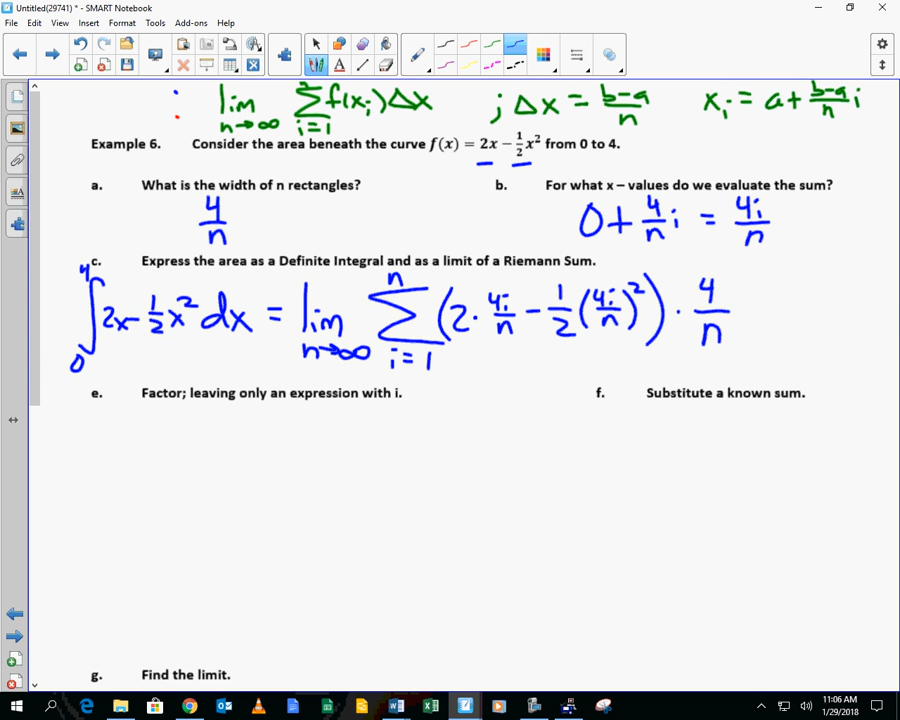 Untitled(29741) * - SMART Notebook
File Edit View Insert Format Tools Add-ons Help
: lim n→∞ Σ i=1 f(xᵢ)Δx ; Δx = b-a/n xᵢ = a + b-a/n i
Example 6. Consider the area beneath the curve f(x) = 2x − 1/2 x² from 0 to 4.
a. What is the width of n rectangles? b. For what x – values do we evaluate the sum?
4/n 0 + 4/n i = 4i/n
c. Express the area as a Definite Integral and as a limit of a Riemann Sum.
∫₀⁴ 2x - 1/2 x² dx = lim n→∞ Σ i=1 n (2 · 4i/n - 1/2 (4i/n)²) · 4/n
e. Factor; leaving only an expression with i. f. Substitute a known sum.
g. Find the limit.
11:06 AM
1/29/2018